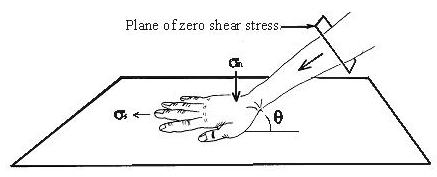 Plane of zero shear stress
σn
σs
θ